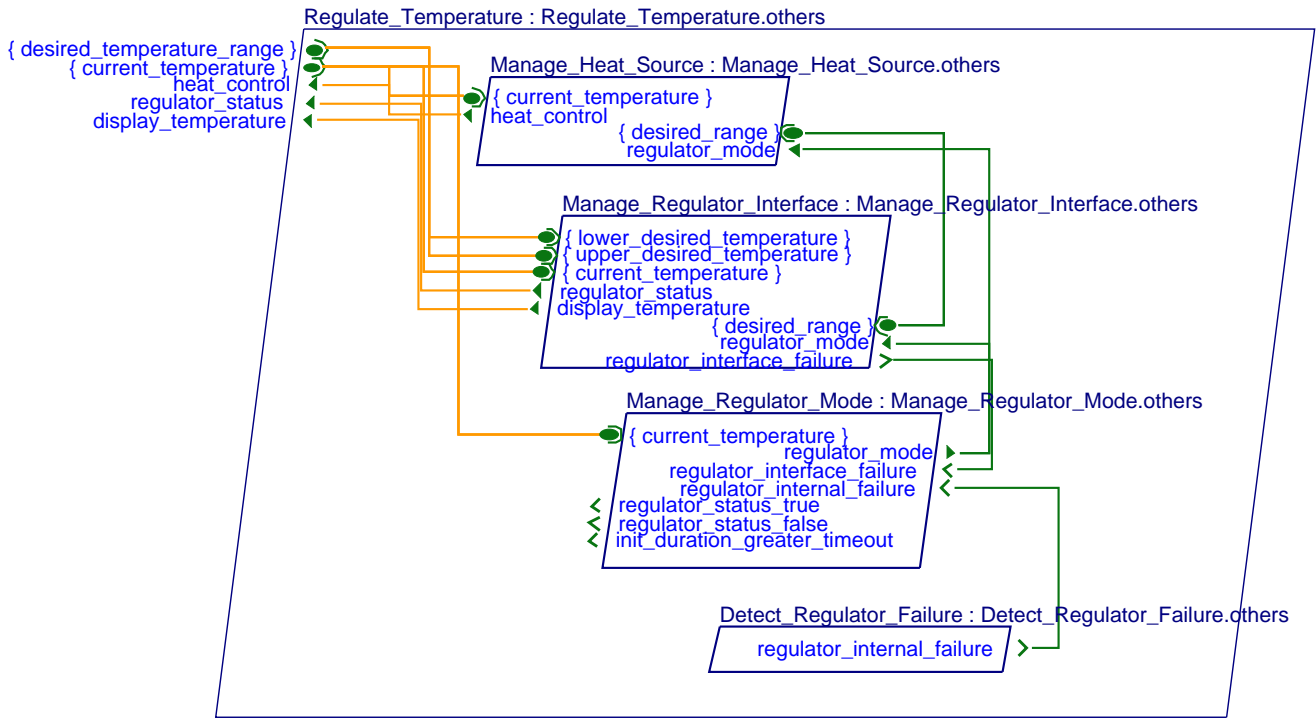 Regulate_Temperature : Regulate_Temperature.others
{ desired_temperature_range }
{ current_temperature }
heat_control
regulator_status
display_temperature
Manage_Heat_Source : Manage_Heat_Source.others
{ current_temperature }
heat_control
{ desired_range }
regulator_mode
Manage_Regulator_Interface : Manage_Regulator_Interface.others
{ lower_desired_temperature }
{ upper_desired_temperature }
{ current_temperature }
regulator_status
display_temperature
{ desired_range }
regulator_mode
regulator_interface_failure
Manage_Regulator_Mode : Manage_Regulator_Mode.others
{ current_temperature }
regulator_mode
regulator_interface_failure
regulator_internal_failure
regulator_status_true
regulator_status_false
init_duration_greater_timeout
Detect_Regulator_Failure : Detect_Regulator_Failure.others
regulator_internal_failure